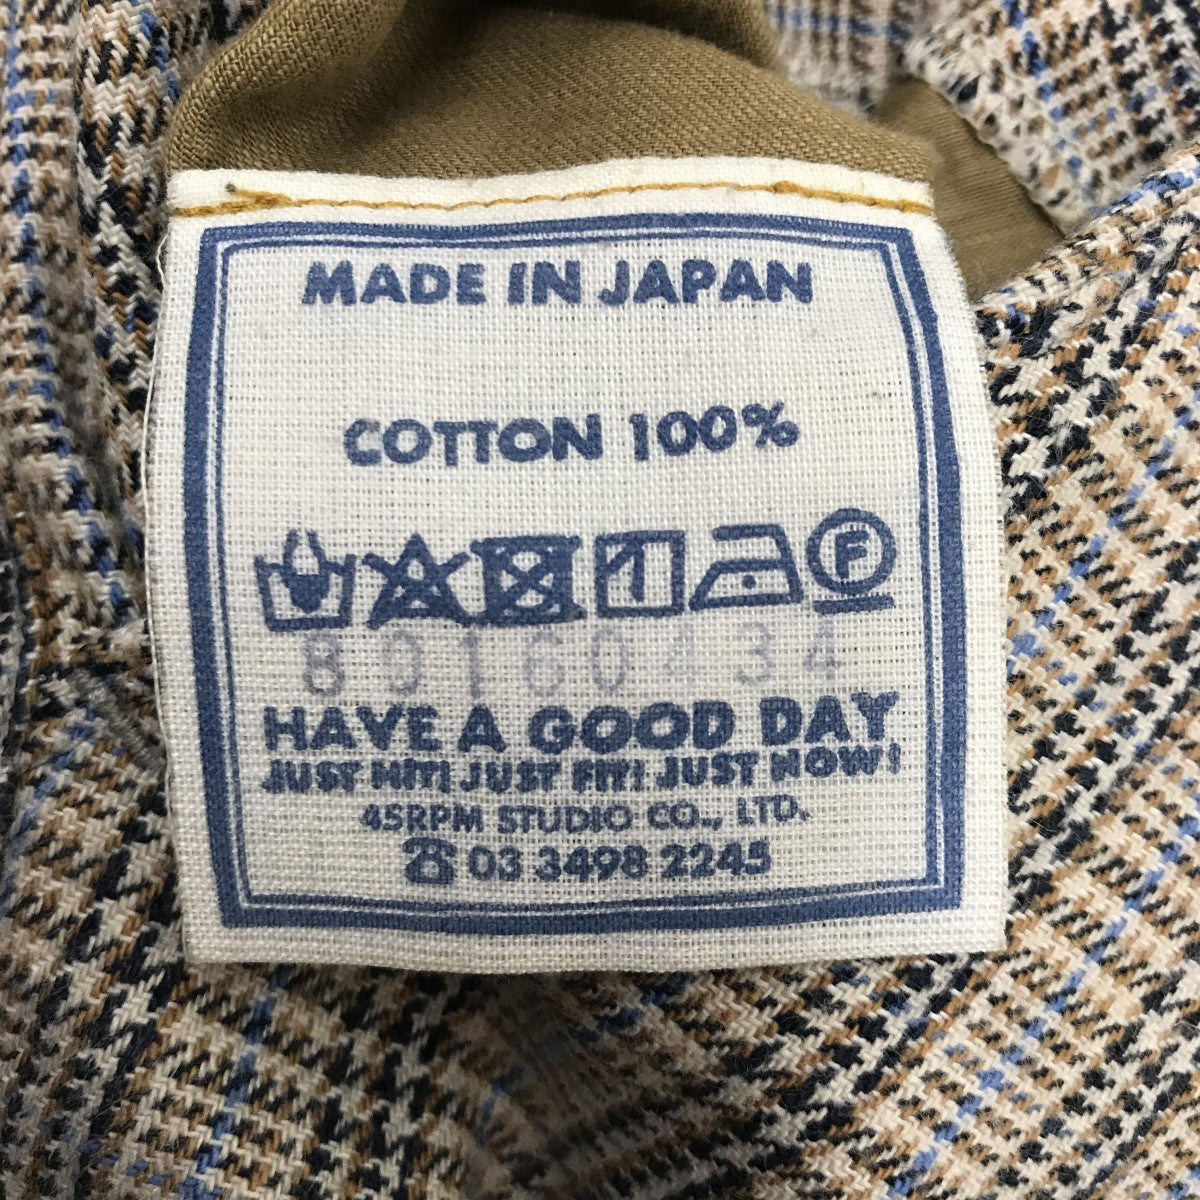 MADE IN JAPAN
COTTON 100%
F
80160434
HAVE A GOOD DAY
JUST HIT! JUST FIT! JUST NOW!
45RPM STUDIO CO., LTD.
☎ 03 3498 2245